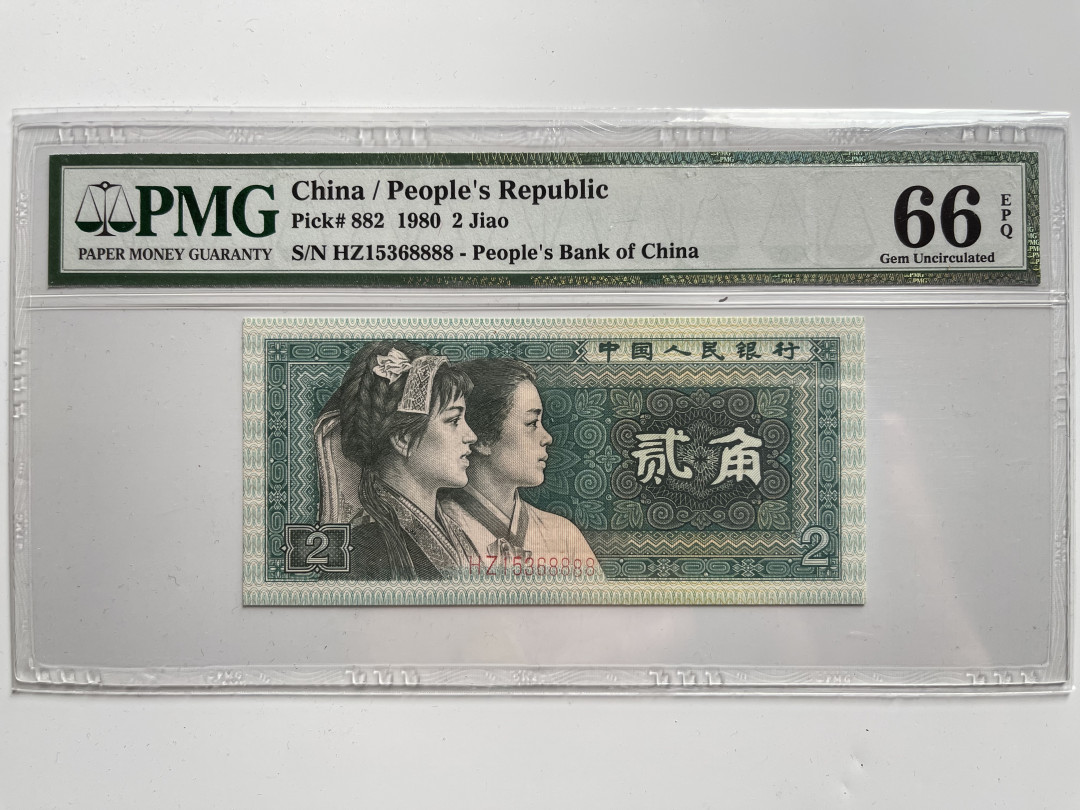 PMG
PAPER MONEY GUARANTY
China / People's Republic
Pick# 882 1980 2 Jiao
S/N HZ15368888 - People's Bank of China
66
EPQ
Gem Uncirculated
中国人民银行
贰角
2
HZ15368888
2